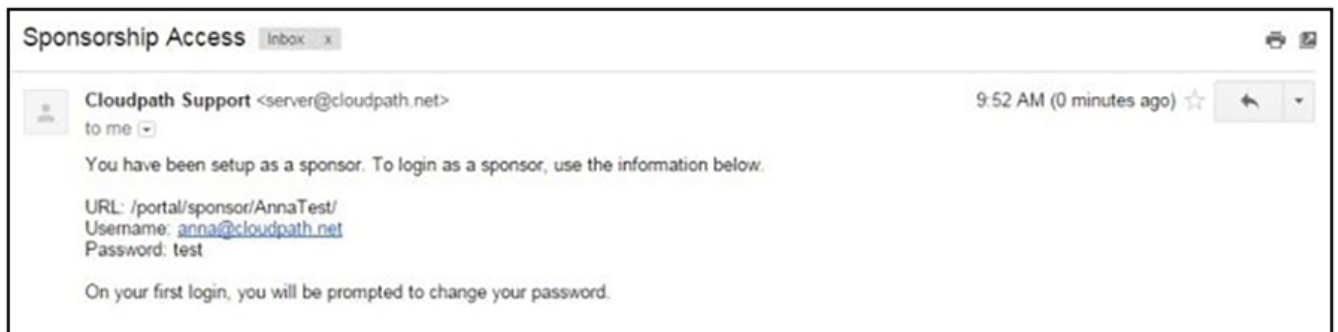 Sponsorship Access Inbox x
Cloudpath Support <server@cloudpath.net> 9:52 AM (0 minutes ago)
to me
You have been setup as a sponsor. To login as a sponsor, use the information below.
URL: /portal/sponsor/AnnaTest/
Username: anna@cloudpath.net
Password: test
On your first login, you will be prompted to change your password.